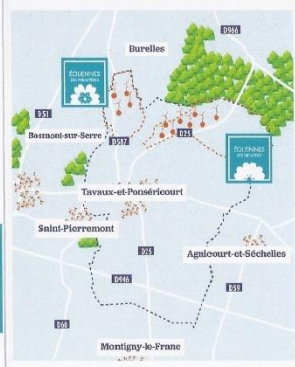 D966
Burelles
ÉOLIENNES
D51
Bosmont-sur-Serre
D517
D25
ÉOLIENNES
Tavaux-et-Ponséricourt
Saint-Pierremont
D25
Agnicourt-et-Séchelles
D946
D59
D60
Montigny-le-Franc